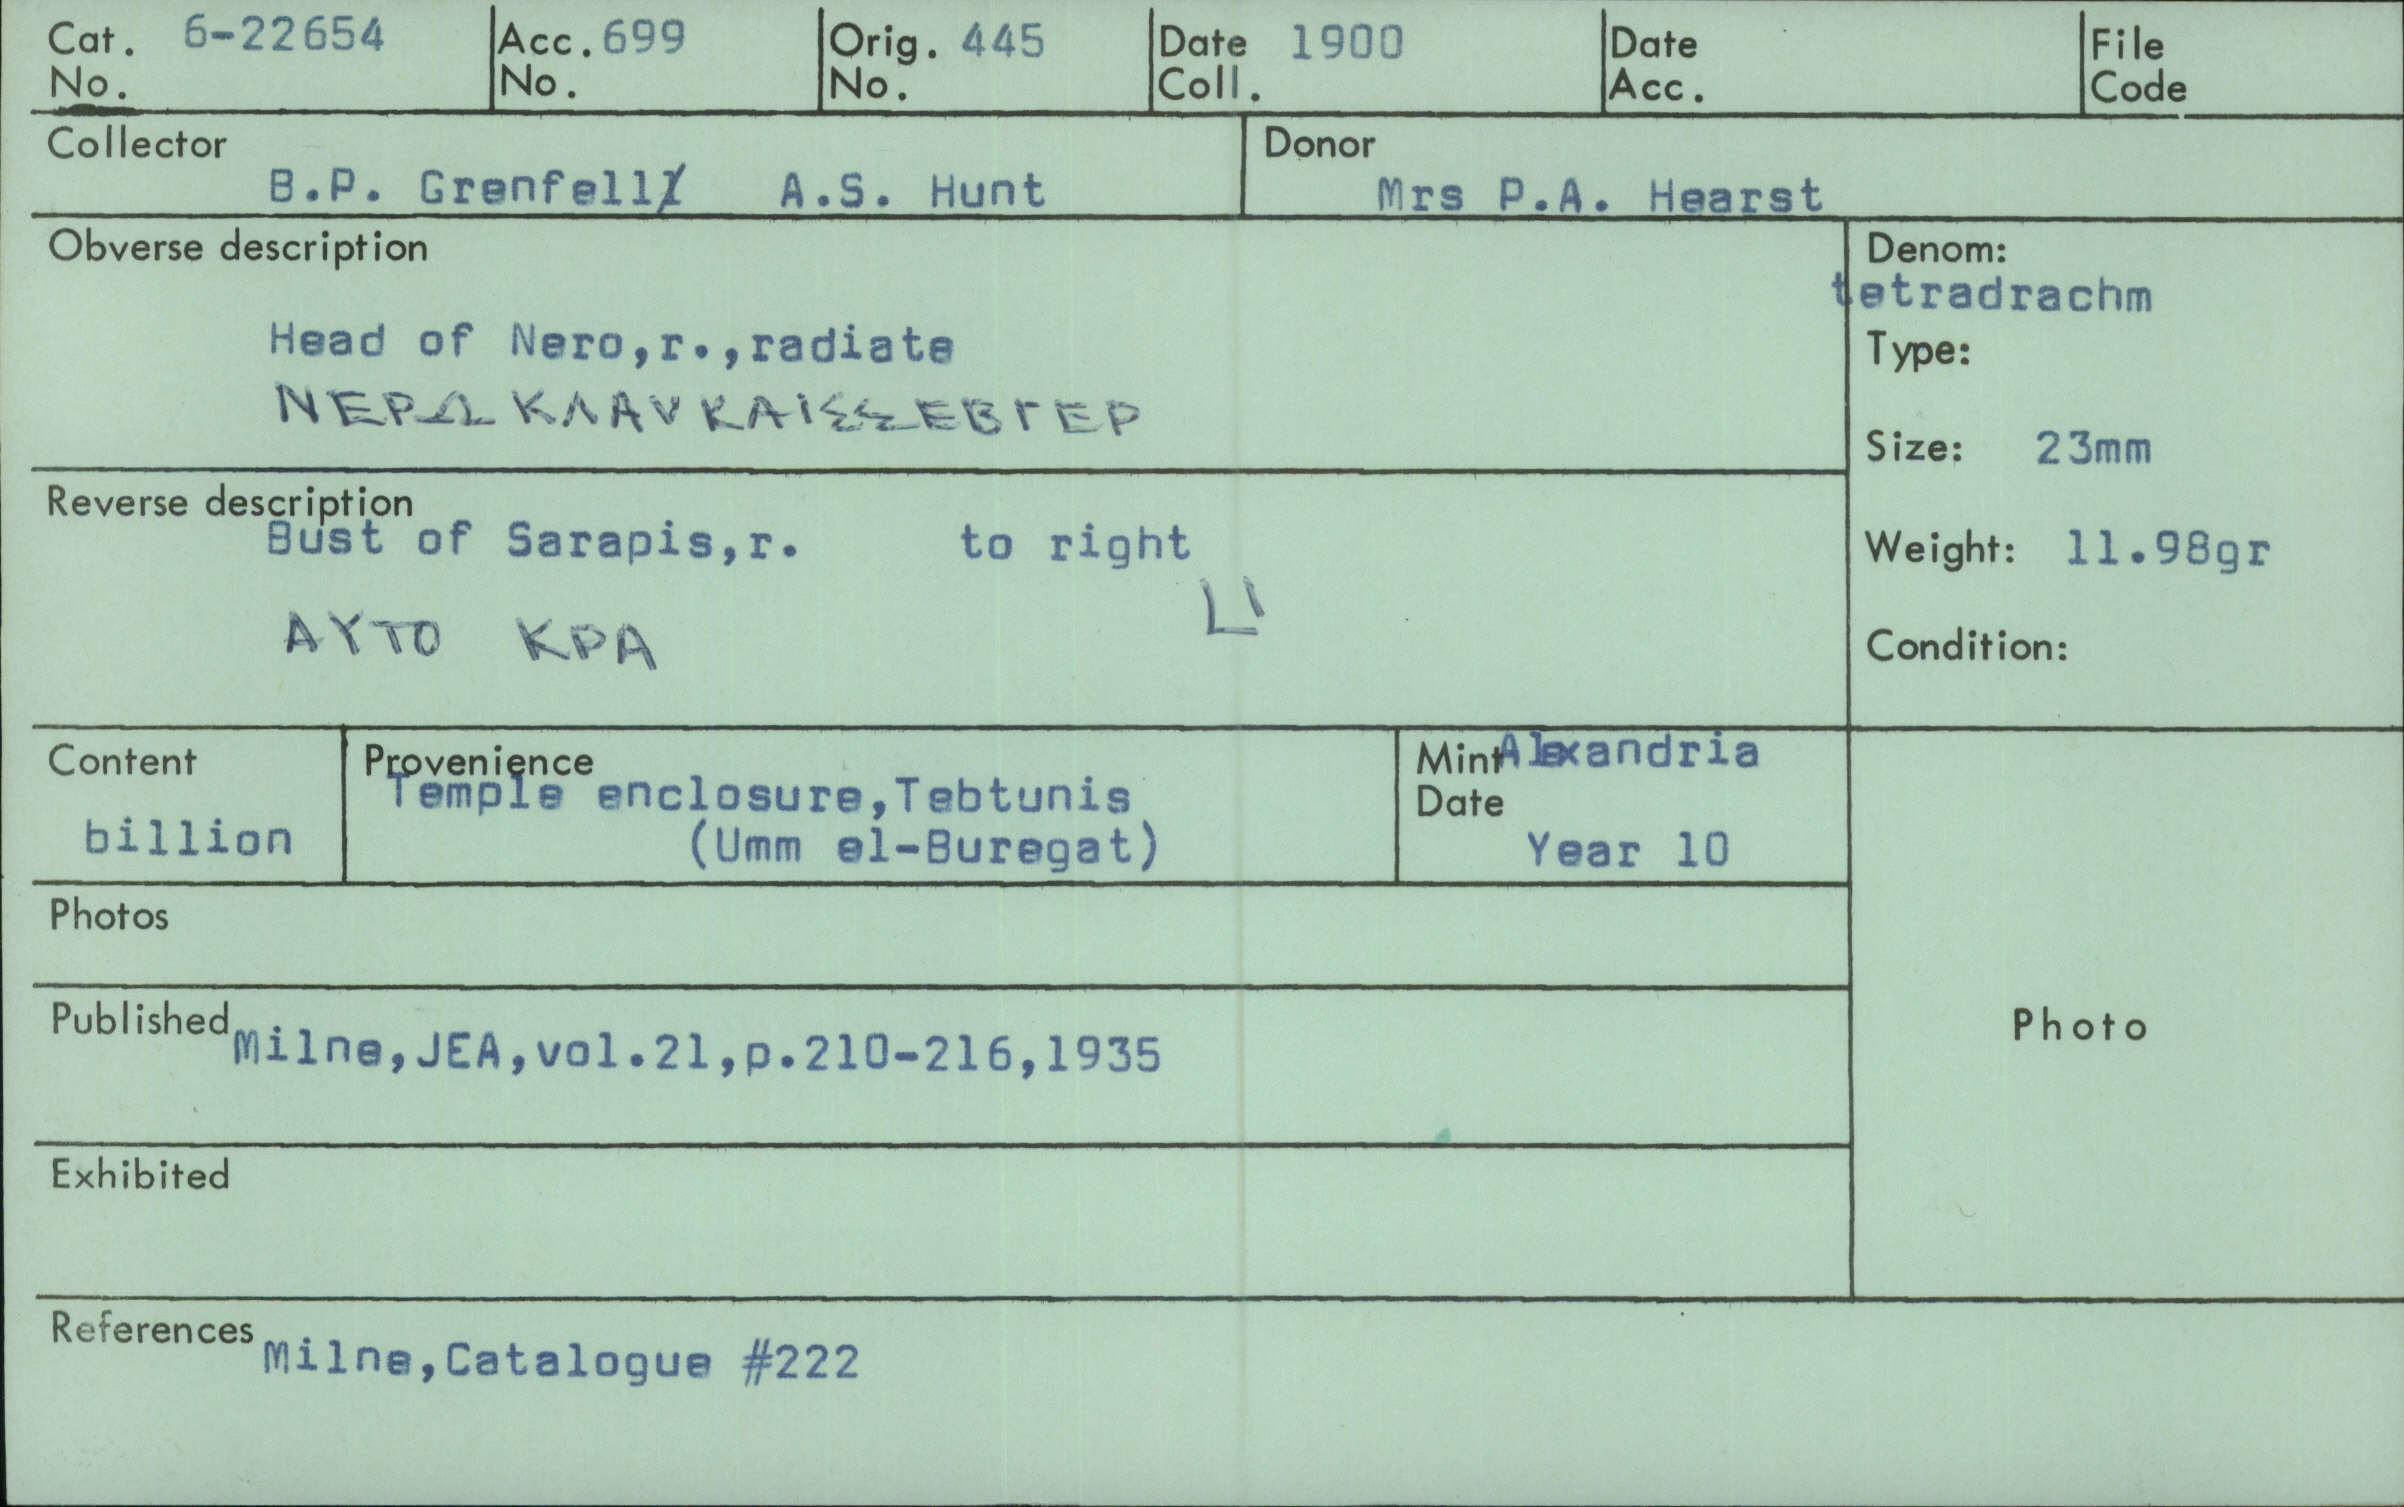 Cat. No. 6-22654 Acc. No. 699 Orig. No. 445 Date Coll. 1900 Date Acc. File Code
Collector Donor
B.P. Grenfell A.S. Hunt Mrs P.A. Hearst
Obverse description
Head of Nero,r.,radiate
ΝΕΡΩ ΚΛΑΥ ΚΑΙΣΣΕΒΓΕΡ
Denom:
tetradrachm
Type:
Size: 23mm
Weight: 11.98gr
Condition:
Reverse description
Bust of Sarapis,r. to right
LΙ
ΑΥΤΟ ΚΡΑ
Content
billion
Provenience
Temple enclosure,Tebtunis
(Umm el-Buregat)
Mint Alexandria
Date
Year 10
Photos
Published Milne,JEA,vol.21,p.210-216,1935
Photo
Exhibited
References Milne,Catalogue #222